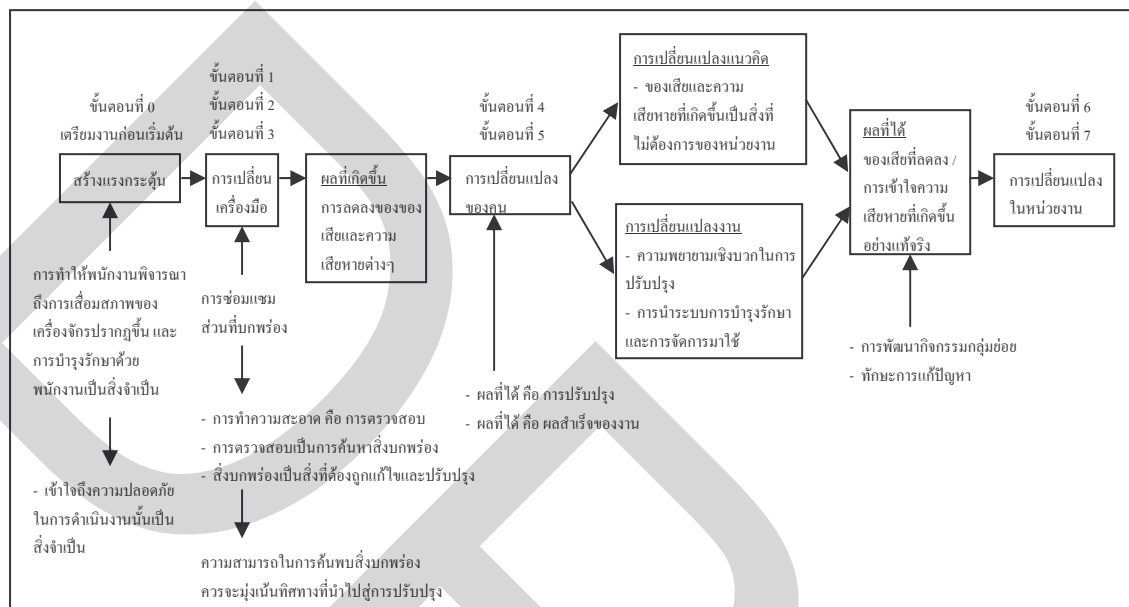 ขั้นตอนที่ 0
เตรียมงานก่อนเริ่มต้น
สร้างแรงกระตุ้น
การทำให้พนักงานพิจารณา
ถึงการเสื่อมสภาพของ
เครื่องจักรปรากฏขึ้น และ
การบำรุงรักษาด้วย
พนักงานเป็นสิ่งจำเป็น
- เข้าใจถึงความปลอดภัย
ในการดำเนินงานนั้นเป็น
สิ่งจำเป็น
ขั้นตอนที่ 1
ขั้นตอนที่ 2
ขั้นตอนที่ 3
การเปลี่ยน
เครื่องมือ
การซ่อมแซม
ส่วนที่บกพร่อง
- การทำความสะอาด คือ การตรวจสอบ
- การตรวจสอบเป็นการค้นหาสิ่งบกพร่อง
- สิ่งบกพร่องเป็นสิ่งที่ต้องถูกแก้ไขและปรับปรุง
ความสามารถในการค้นพบสิ่งบกพร่อง
ควรจะมุ่งเน้นทิศทางที่นำไปสู่การปรับปรุง
ผลที่เกิดขึ้น
การลดลงของของ
เสียและความ
เสียหายต่างๆ
ขั้นตอนที่ 4
ขั้นตอนที่ 5
การเปลี่ยนแปลง
ของคน
- ผลที่ได้ คือ การปรับปรุง
- ผลที่ได้ คือ ผลสำเร็จของงาน
การเปลี่ยนแปลงแนวคิด
- ของเสียและความ
เสียหายที่เกิดขึ้นเป็นสิ่งที่
ไม่ต้องการของหน่วยงาน
การเปลี่ยนแปลงงาน
- ความพยายามเชิงบวกในการ
ปรับปรุง
- การนำระบบการบำรุงรักษา
และการจัดการมาใช้
ผลที่ได้
ของเสียที่ลดลง /
การเข้าใจความ
เสียหายที่เกิดขึ้น
อย่างแท้จริง
- การพัฒนากิจกรรมกลุ่มย่อย
- ทักษะการแก้ปัญหา
ขั้นตอนที่ 6
ขั้นตอนที่ 7
การเปลี่ยนแปลง
ในหน่วยงาน